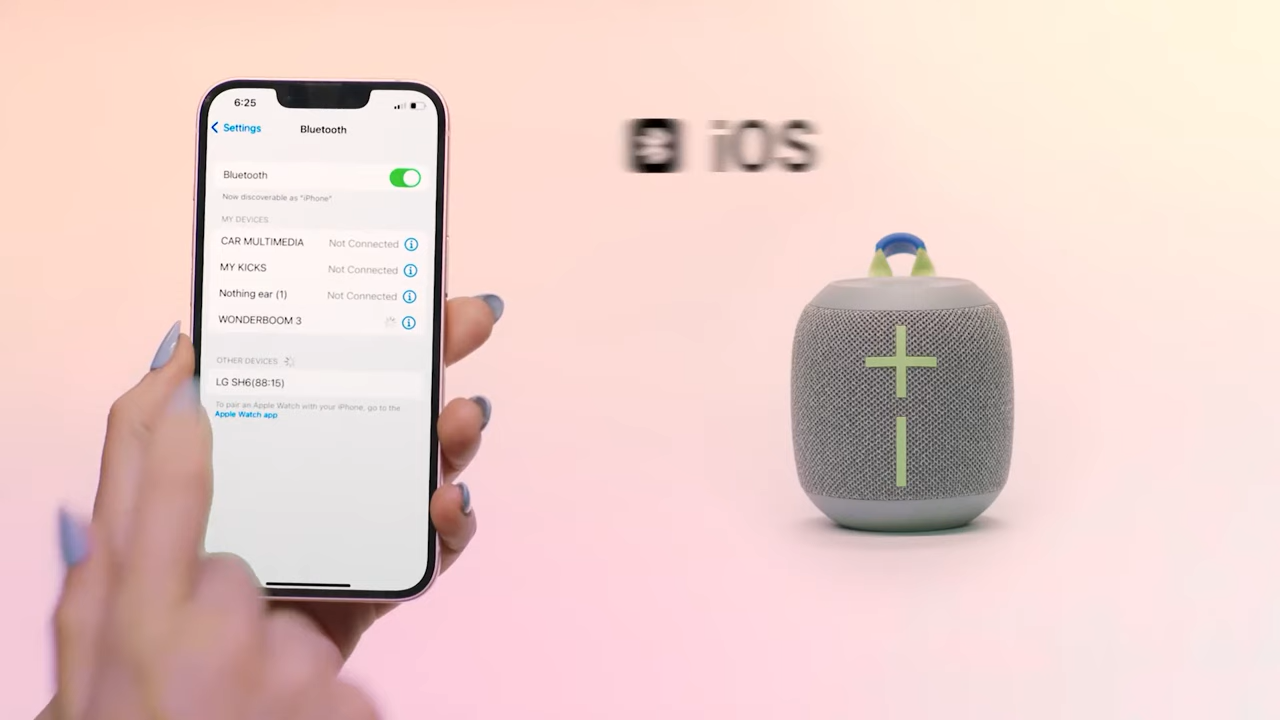 6:25
Settings
Bluetooth
Bluetooth
Now discoverable as "iPhone"
MY DEVICES
CAR MULTIMEDIA Not Connected
MY KICKS Not Connected
Nothing ear (1) Not Connected
WONDERBOOM 3
OTHER DEVICES
LG SH6(88:15)
To pair an Apple Watch with your iPhone, go to the
Apple Watch app
iOS